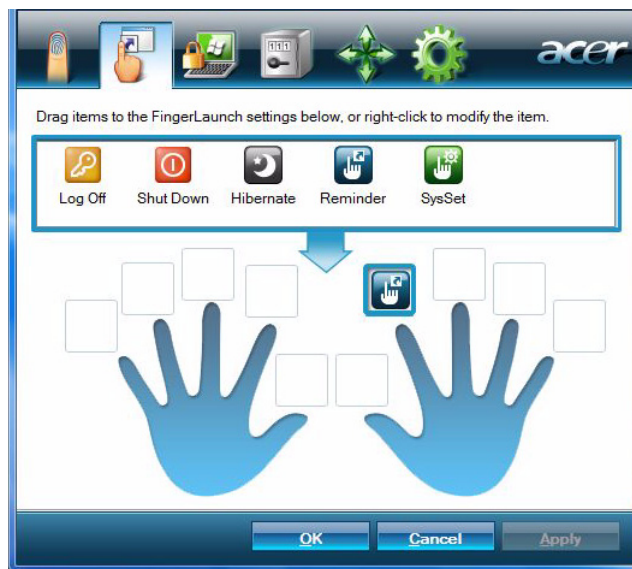 acer
Drag items to the FingerLaunch settings below, or right-click to modify the item.
Log Off Shut Down Hibernate Reminder SysSet
OK Cancel Apply